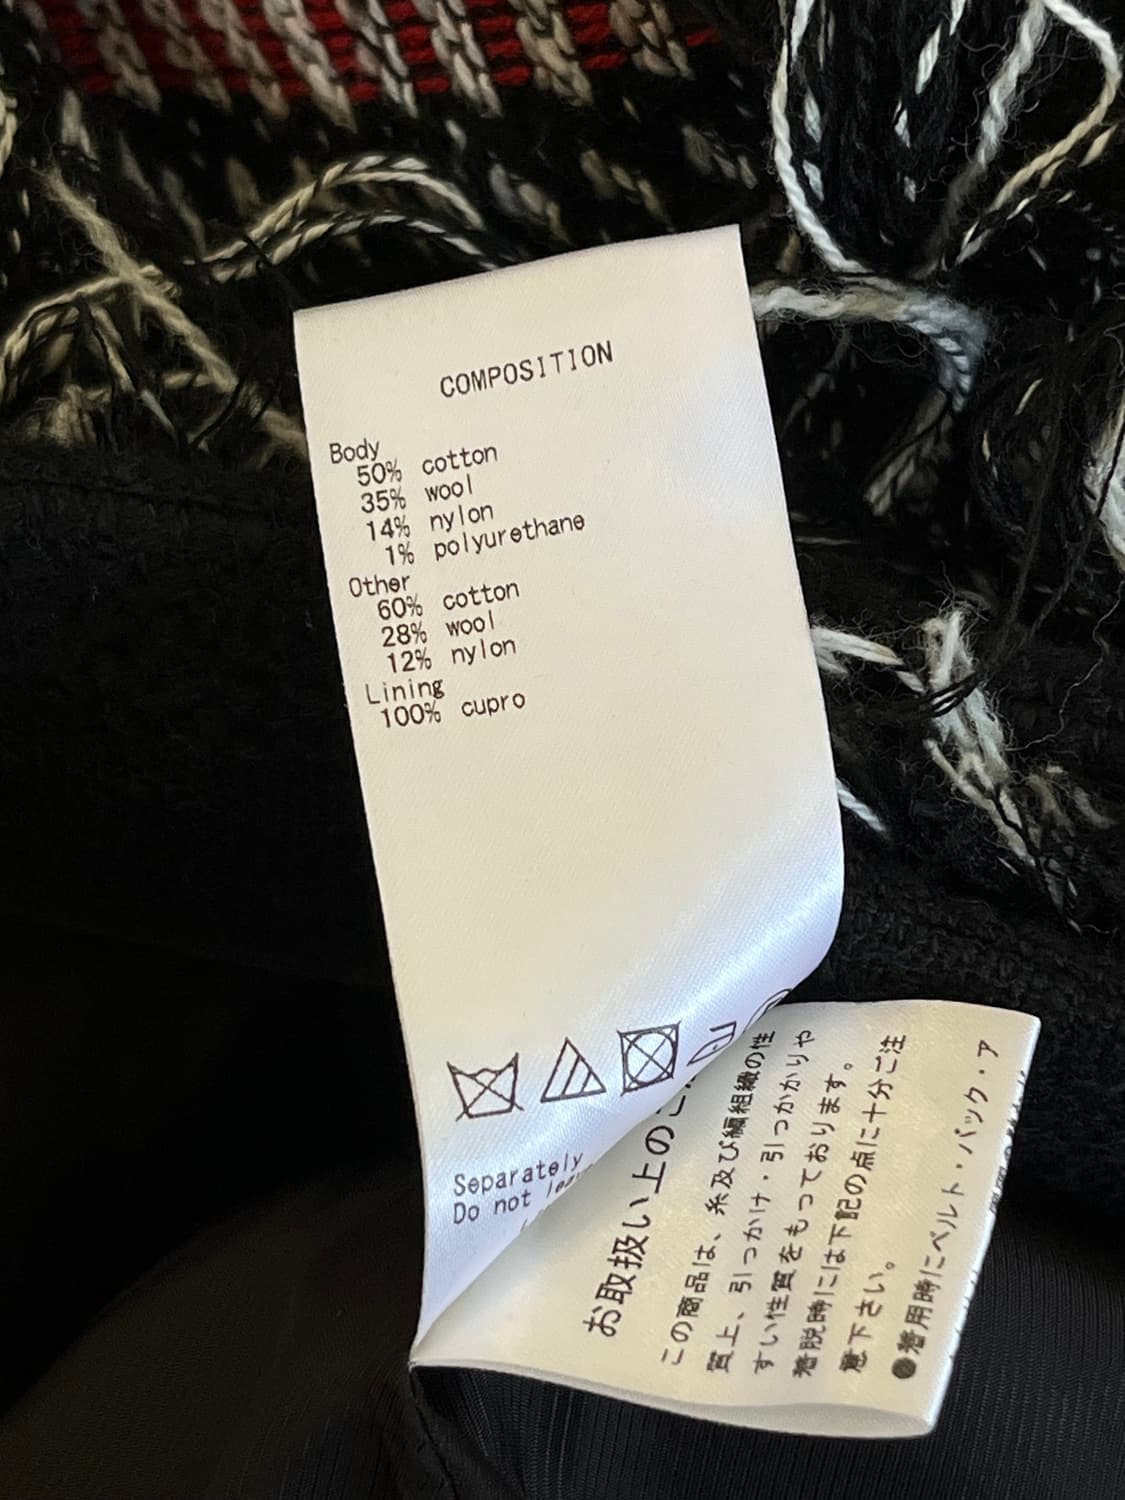 COMPOSITION
Body
50% cotton
35% wool
14% nylon
1% polyurethane
Other
60% cotton
28% wool
12% nylon
Lining
100% cupro
Separately
Do not
お取扱い上の
この商品は、糸及び編組織の性
質上、引っかけ・引っかかりや
すい性質をもっております。
着脱時には下記の点に十分ご注
意下さい。
●着用時にベルト・バック・ア